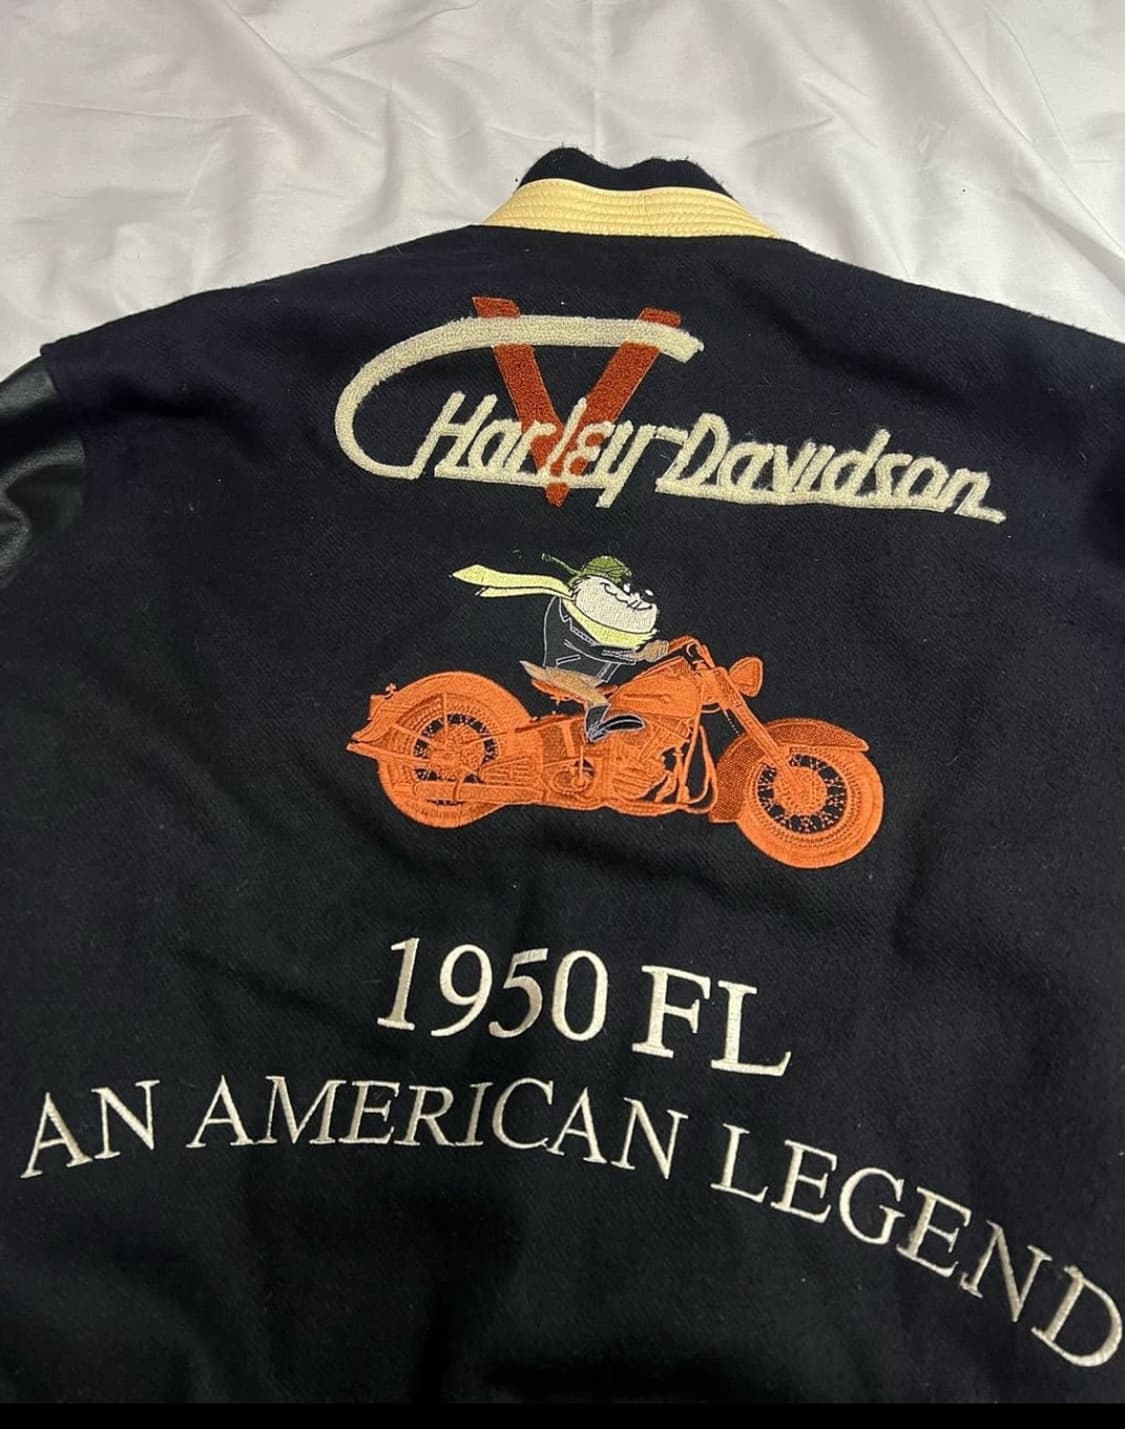 V
Harley-Davidson
1950 FL
AN AMERICAN LEGEND